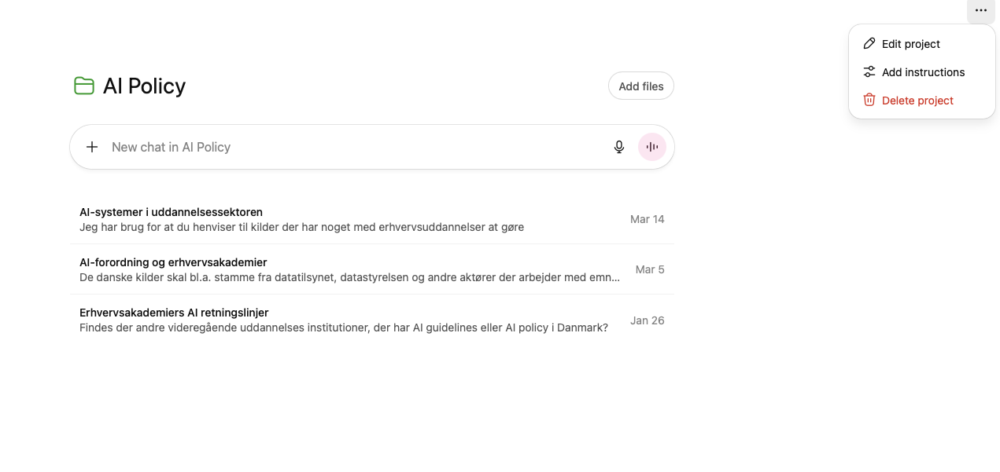 AI Policy
Add files
Edit project
Add instructions
Delete project
New chat in AI Policy
AI-systemer i uddannelsessektoren
Jeg har brug for at du henviser til kilder der har noget med erhvervsuddannelser at gøre
Mar 14
AI-forordning og erhvervsakademier
De danske kilder skal bl.a. stamme fra datatilsynet, datastyrelsen og andre aktører der arbejder med emn...
Mar 5
Erhvervsakademiers AI retningslinjer
Findes der andre videregående uddannelses institutioner, der har AI guidelines eller AI policy i Danmark?
Jan 26